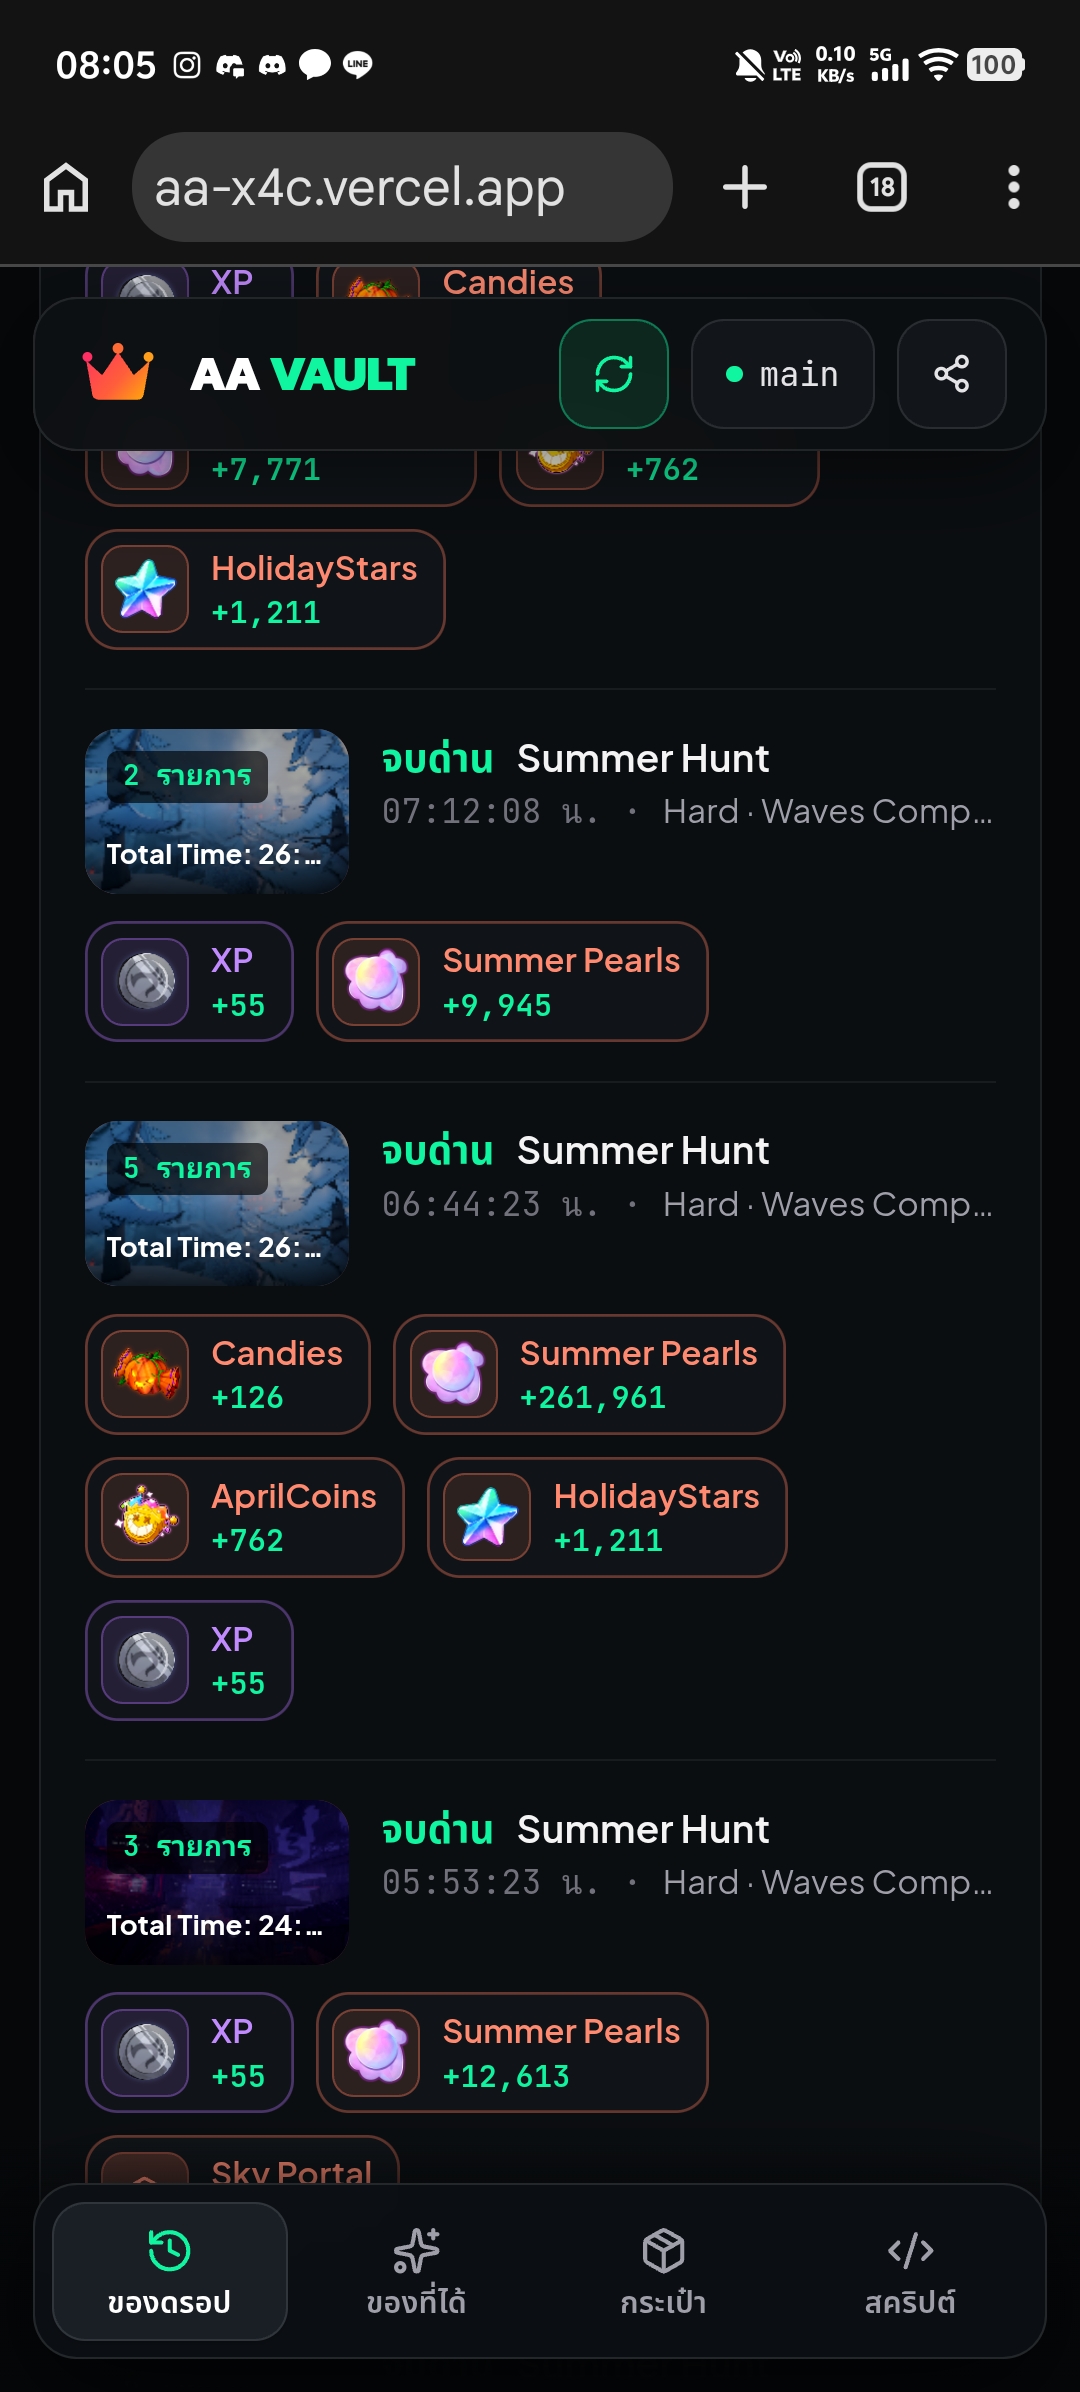 08:05
LINE
Vo)) LTE
0.10 KB/s
5G
100
aa-x4c.vercel.app
18
XP
Candies
AA VAULT
main
+7,771
+762
HolidayStars
+1,211
2 รายการ
Total Time: 26:...
จบด่าน Summer Hunt
07:12:08 น. · Hard · Waves Comp...
XP
+55
Summer Pearls
+9,945
5 รายการ
Total Time: 26:...
จบด่าน Summer Hunt
06:44:23 น. · Hard · Waves Comp...
Candies
+126
Summer Pearls
+261,961
AprilCoins
+762
HolidayStars
+1,211
XP
+55
3 รายการ
Total Time: 24:...
จบด่าน Summer Hunt
05:53:23 น. · Hard · Waves Comp...
XP
+55
Summer Pearls
+12,613
Sky Portal
ของดรอป
ของที่ได้
กระเป๋า
สคริปต์